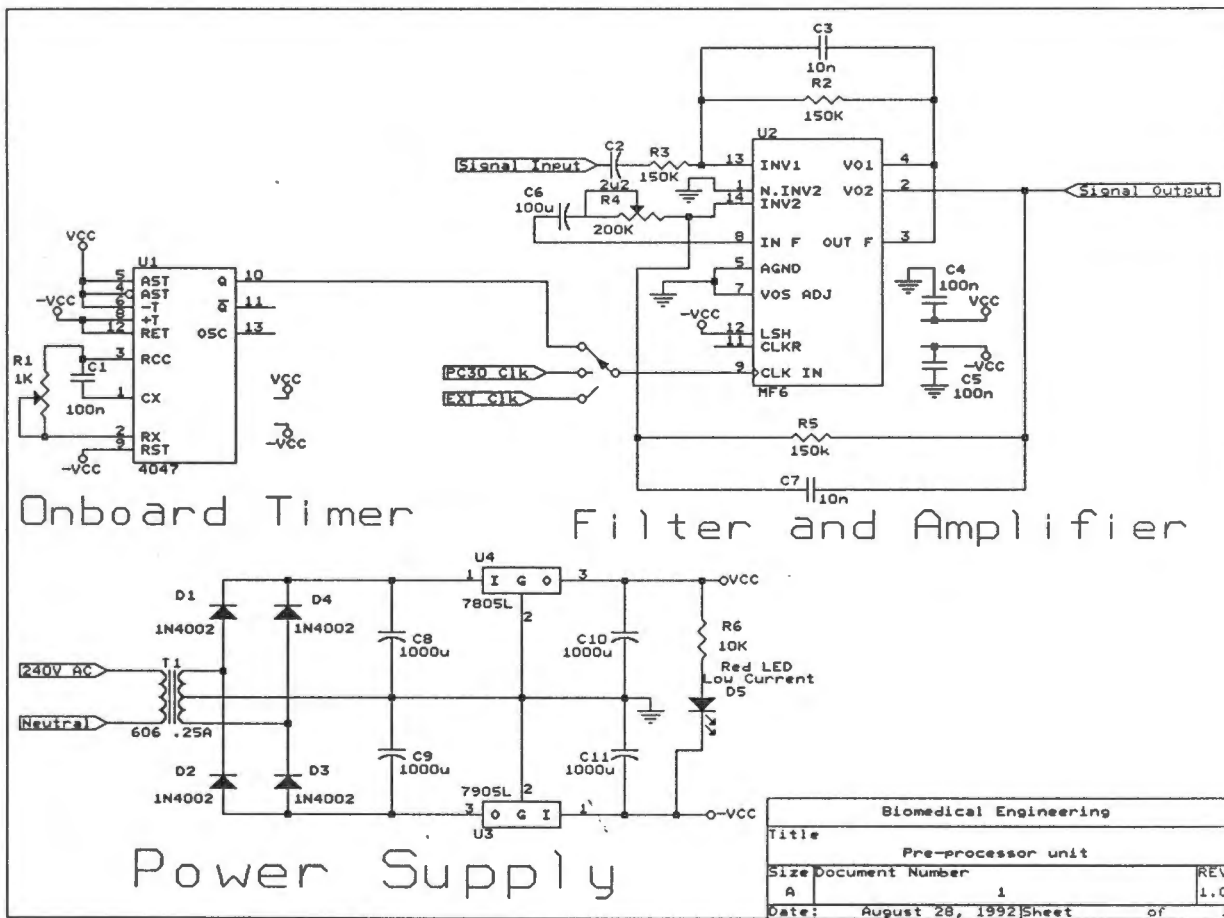 C3
10n
R2
150K
U2
Signal Input
C2
2u2
R3
150K
13 INV1 VO1 4
1 N.INV2 VO2 2
14 INV2
8 IN F OUT F 3
5 AGND
7 VOS ADJ
-VCC
12 LSH
11 CLKR
9 CLK IN
MF6
Signal Output
C6
100u
R4
200K
C4
100n
VCC
-VCC
C5
100n
R5
150k
C7
10n
VCC
U1
5 AST Q 10
4 AST
6 -T Q 11
8 +T
12 RET OSC 13
3 RCC
1 CX
2 RX
9 RST
4047
-VCC
R1
1K
C1
100n
-VCC
VCC
-VCC
PC30 Clk
EXT Clk
Onboard Timer
Filter and Amplifier
U4
1 I G O 3
7805L
2
VCC
D1
1N4002
D4
1N4002
C8
1000u
C10
1000u
R6
10K
Red LED
Low Current
D5
240V AC
T1
Neutral
606 .25A
D2
1N4002
D3
1N4002
C9
1000u
C11
1000u
7905L
2
3 O G I 1
U3
-VCC
Power Supply
Biomedical Engineering
Title
Pre-processor unit
Size Document Number REV
A 1 1.0
Date: August 28, 1992 Sheet of